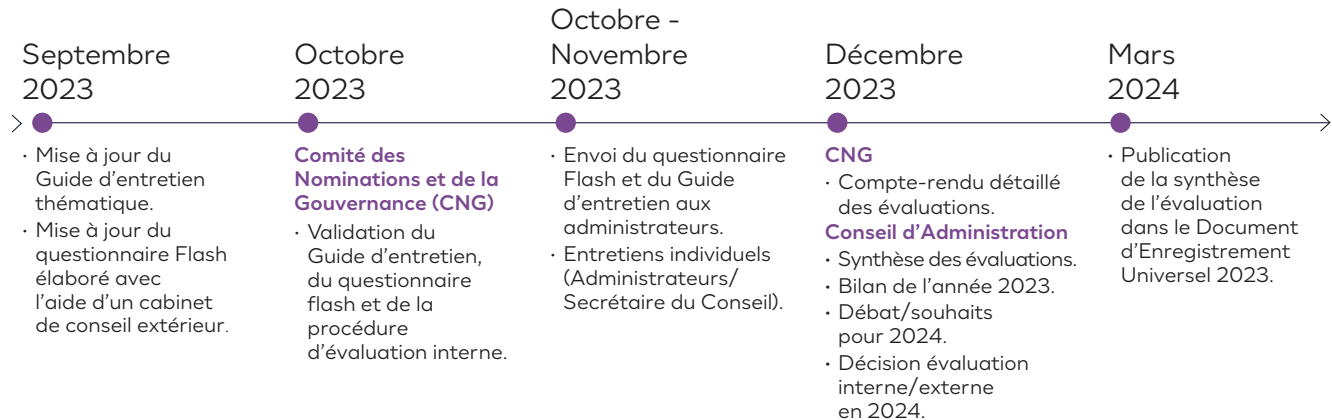 Septembre
2023
· Mise à jour du
Guide d’entretien
thématique.
· Mise à jour du
questionnaire Flash
élaboré avec
l’aide d’un cabinet
de conseil extérieur.
Octobre
2023
Comité des
Nominations et de la
Gouvernance (CNG)
· Validation du
Guide d’entretien,
du questionnaire
flash et de la
procédure
d’évaluation interne.
Octobre -
Novembre
2023
· Envoi du questionnaire
Flash et du Guide
d’entretien aux
administrateurs.
· Entretiens individuels
(Administrateurs/
Secrétaire du Conseil).
Décembre
2023
CNG
· Compte-rendu détaillé
des évaluations.
Conseil d’Administration
· Synthèse des évaluations.
· Bilan de l’année 2023.
· Débat/souhaits
pour 2024.
· Décision évaluation
interne/externe
en 2024.
Mars
2024
· Publication
de la synthèse
de l’évaluation
dans le Document
d’Enregistrement
Universel 2023.